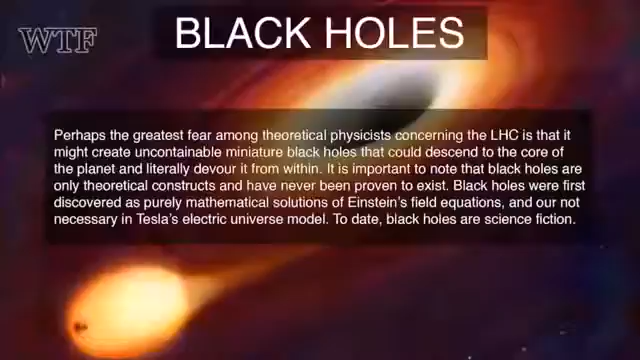 WTF
BLACK HOLES
Perhaps the greatest fear among theoretical physicists concerning the LHC is that it
might create uncontainable miniature black holes that could descend to the core of
the planet and literally devour it from within. It is important to note that black holes are
only theoretical constructs and have never been proven to exist. Black holes were first
discovered as purely mathematical solutions of Einstein's field equations, and our not
necessary in Tesla's electric universe model. To date, black holes are science fiction.